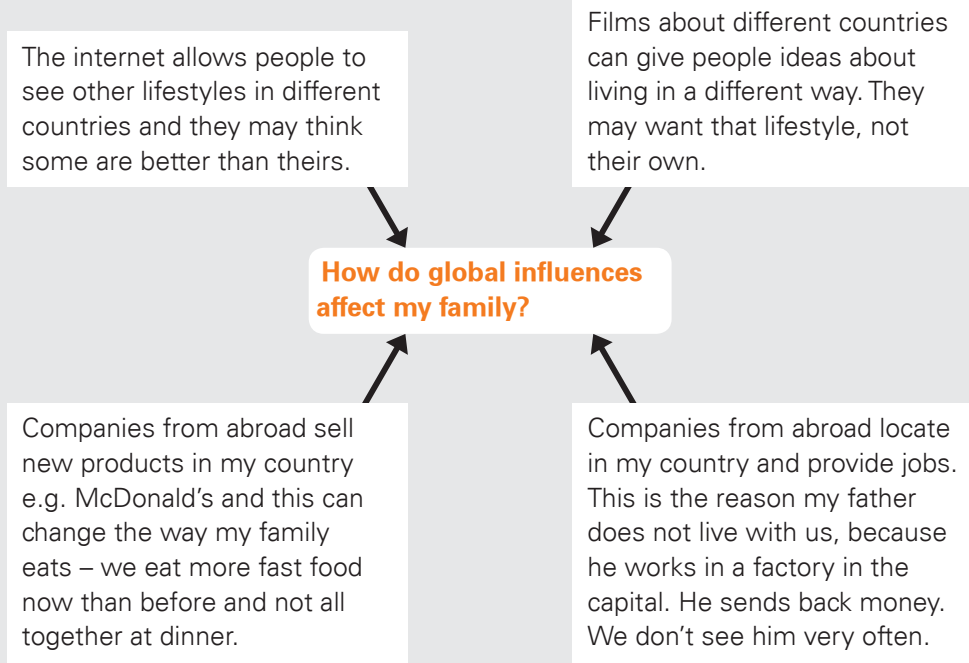 The internet allows people to
see other lifestyles in different
countries and they may think
some are better than theirs.
Films about different countries
can give people ideas about
living in a different way. They
may want that lifestyle, not
their own.
How do global influences
affect my family?
Companies from abroad sell
new products in my country
e.g. McDonald’s and this can
change the way my family
eats – we eat more fast food
now than before and not all
together at dinner.
Companies from abroad locate
in my country and provide jobs.
This is the reason my father
does not live with us, because
he works in a factory in the
capital. He sends back money.
We don’t see him very often.